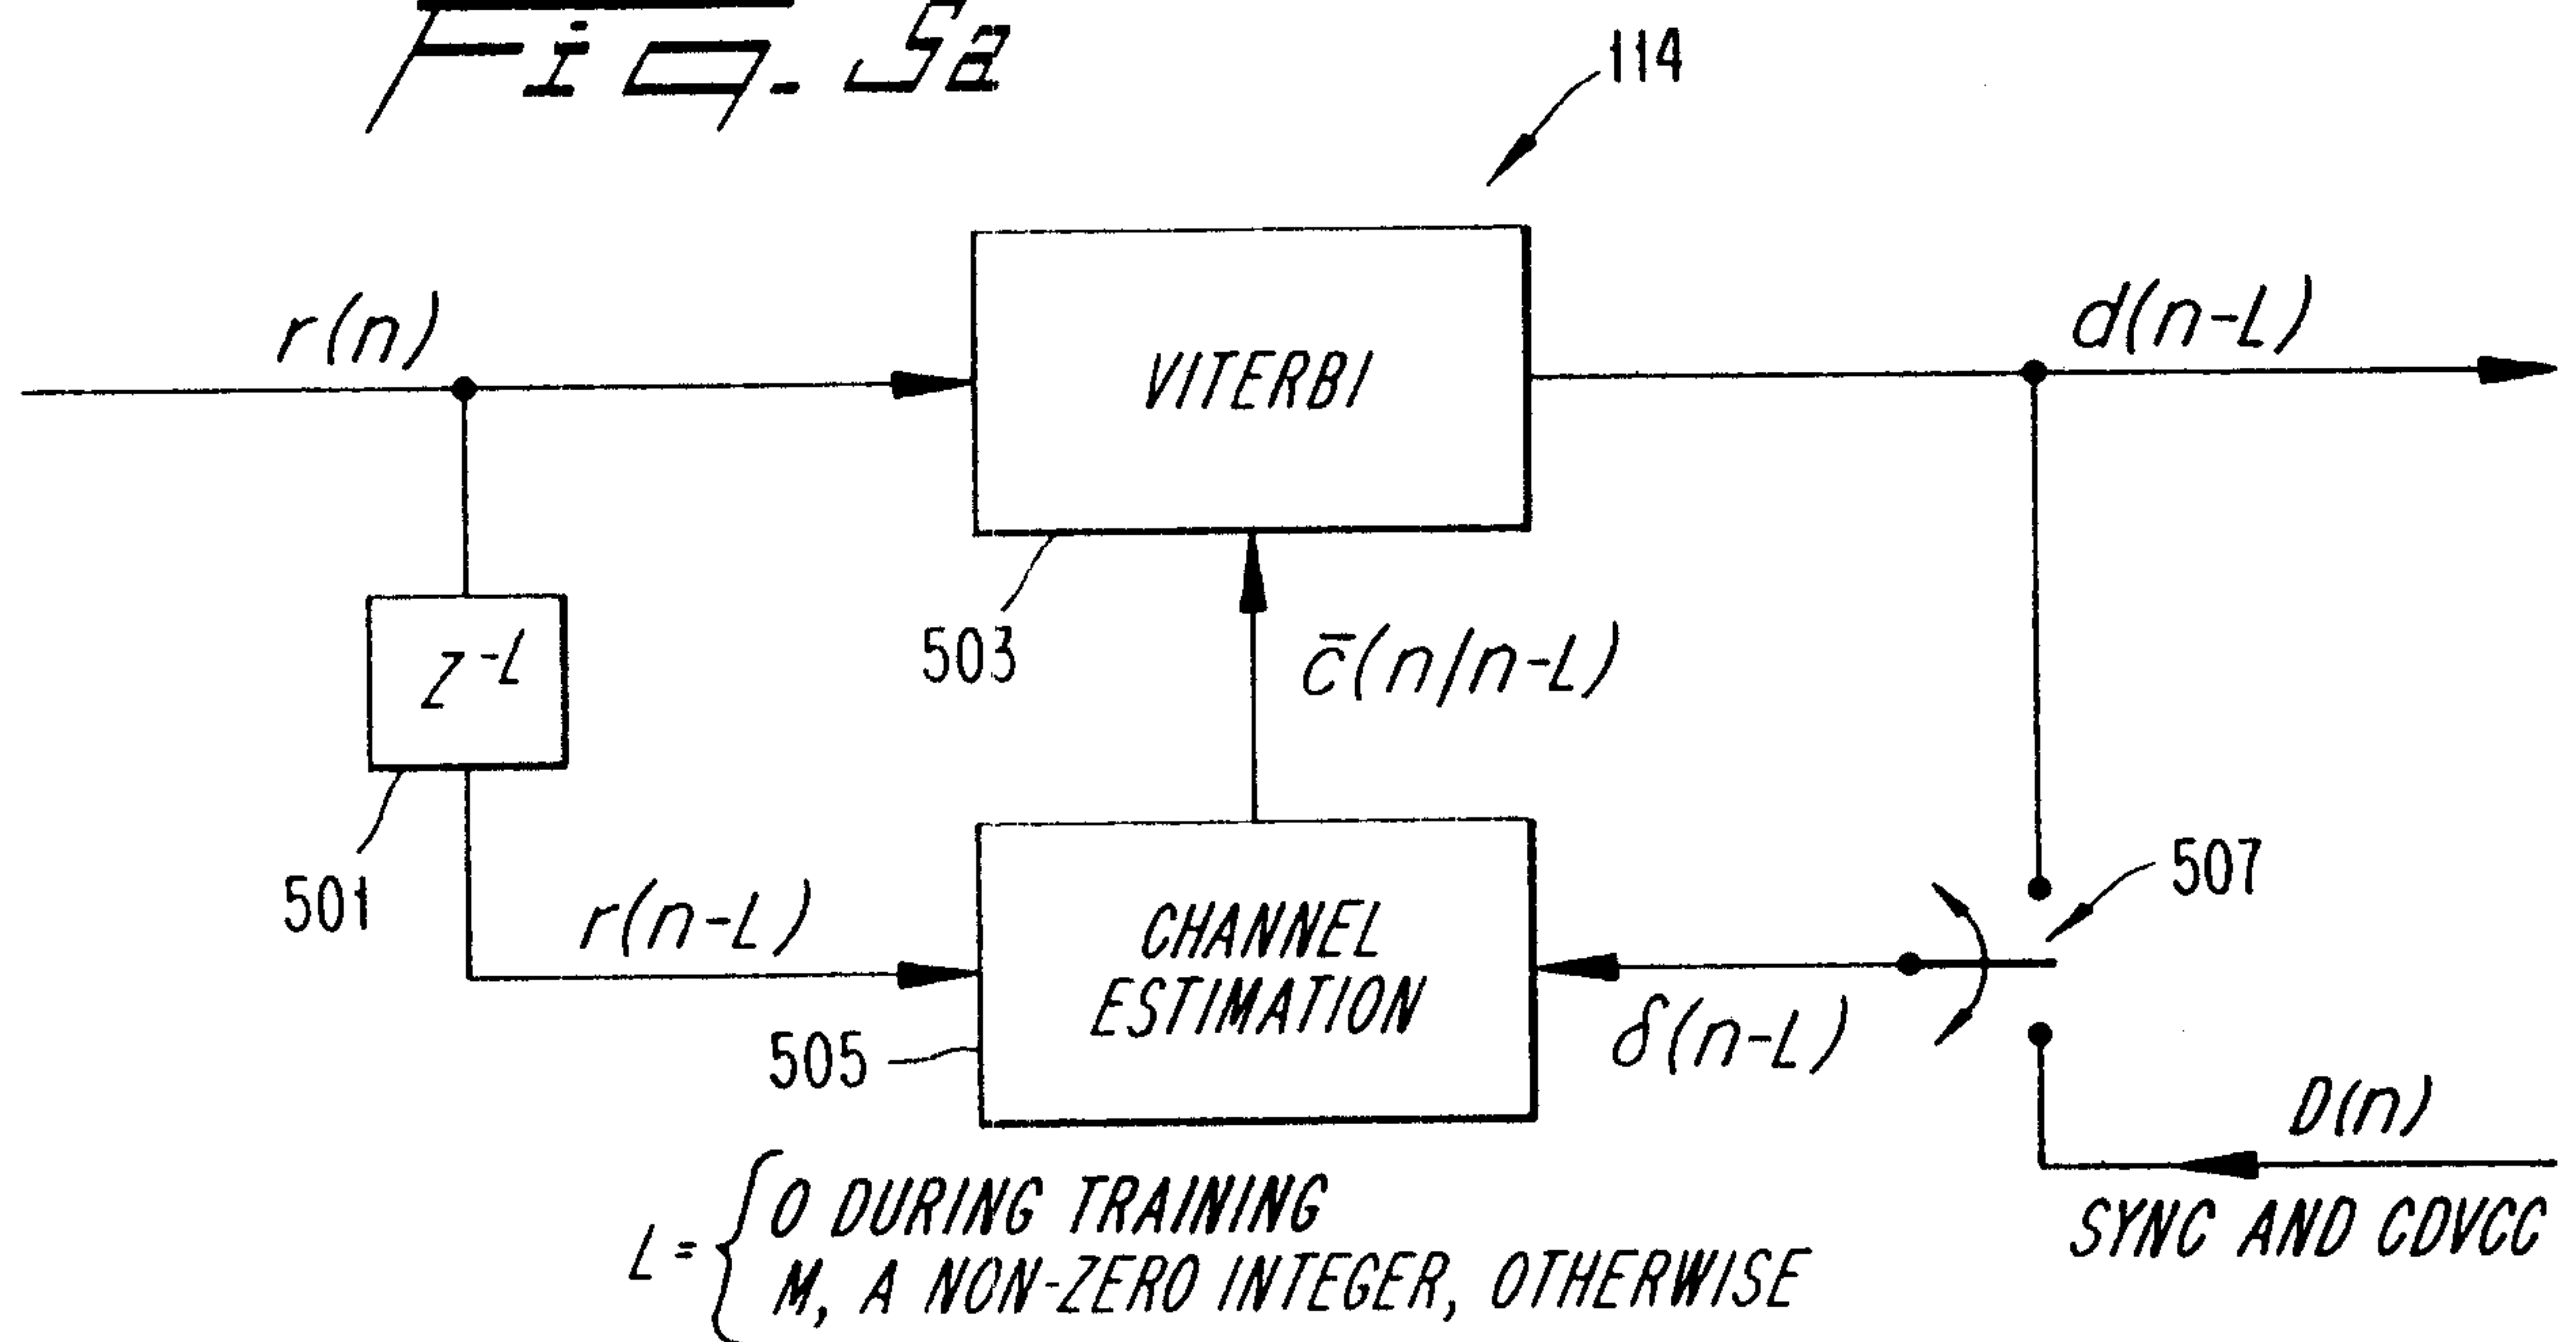 Fig. 5a
114
r(n)
VITERBI
d(n-L)
503
Z⁻ᴸ
c̄(n/n-L)
501
r(n-L)
CHANNEL
ESTIMATION
507
505
δ(n-L)
D(n)
SYNC AND CDVCC
L = { 0 DURING TRAINING
M, A NON-ZERO INTEGER, OTHERWISE